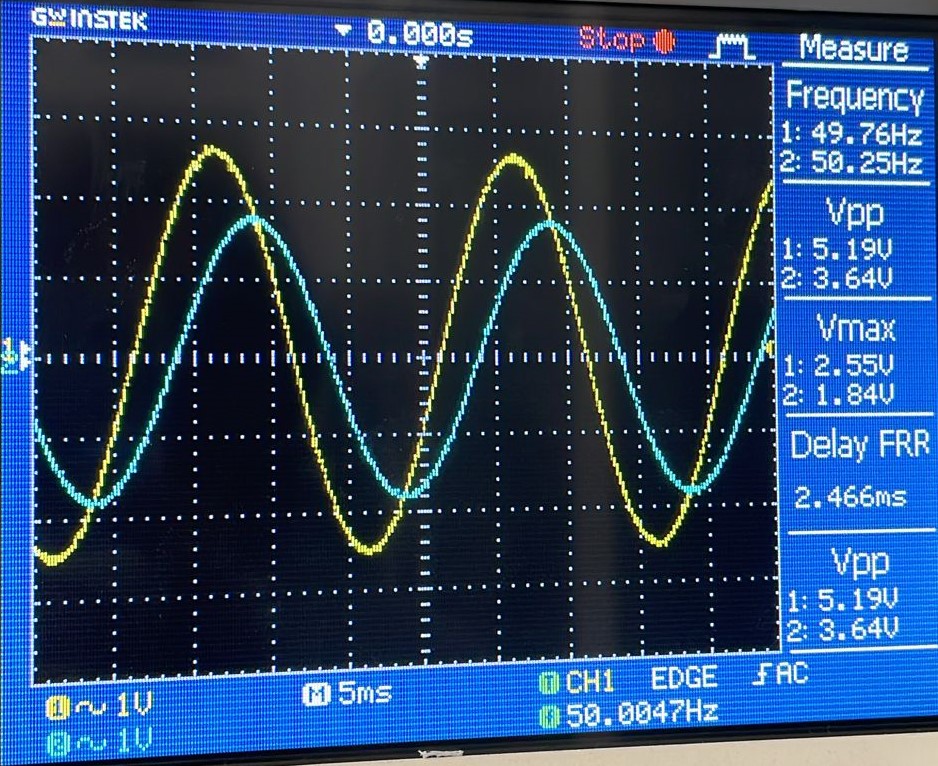 GWINSTEK
0.000s
Stop
Measure
Frequency
1: 49.76Hz
2: 50.25Hz
Vpp
1: 5.19V
2: 3.64V
Vmax
1: 2.55V
2: 1.84V
Delay FRR
2.466ms
Vpp
1: 5.19V
2: 3.64V
1 ~ 1V
M 5ms
T CH1 EDGE AC
2 ~ 1V
50.0047Hz